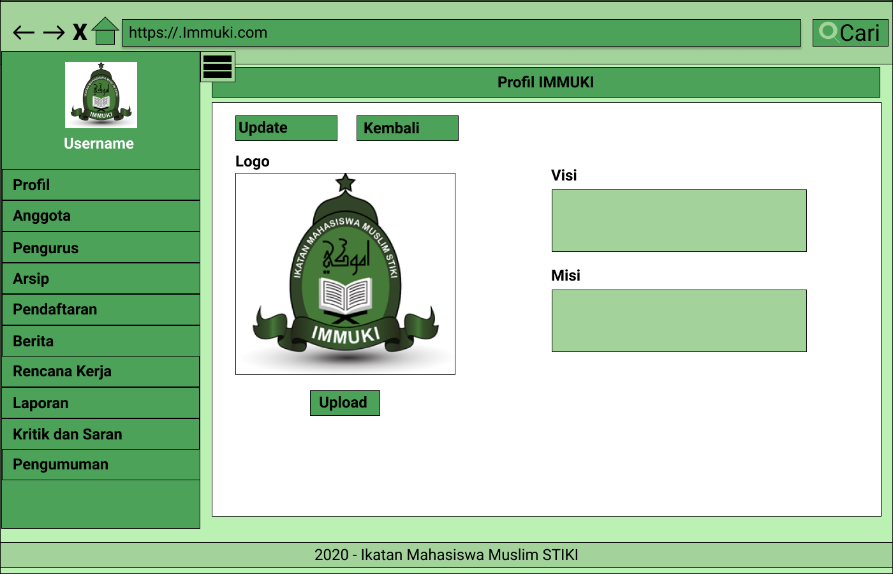 X
https://.Immuki.com
Cari
IMMUKI
Username
Profil IMMUKI
Profil
Anggota
Pengurus
Arsip
Pendaftaran
Berita
Rencana Kerja
Laporan
Kritik dan Saran
Pengumuman
Update
Kembali
Logo
IKATAN MAHASISWA MUSLIM STIKI
IMMUKI
Upload
Visi
Misi
2020 - Ikatan Mahasiswa Muslim STIKI